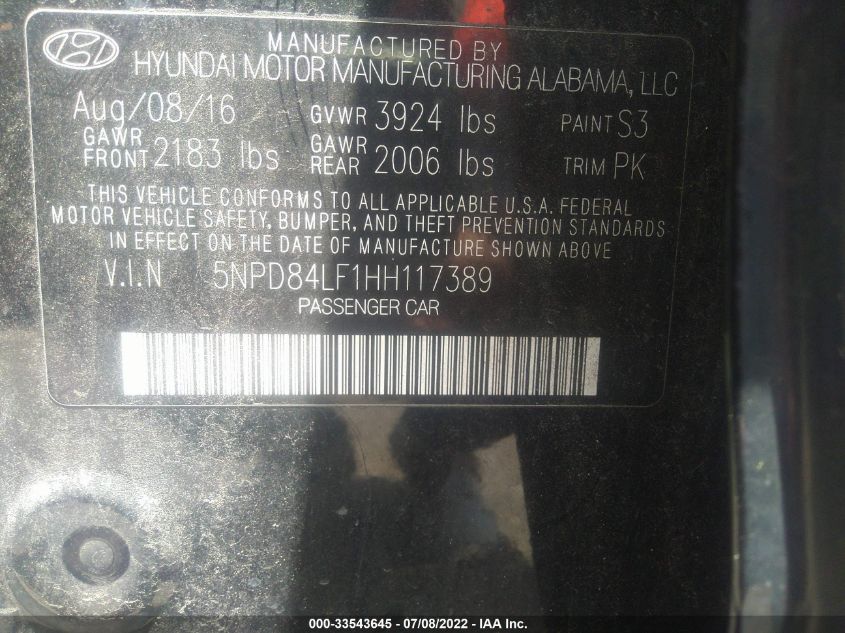 MANUFACTURED BY
HYUNDAI MOTOR MANUFACTURING ALABAMA, LLC
Aug/08/16 GVWR 3924 lbs PAINT S3
GAWR FRONT 2183 lbs GAWR REAR 2006 lbs TRIM PK
THIS VEHICLE CONFORMS TO ALL APPLICABLE U.S.A. FEDERAL
MOTOR VEHICLE SAFETY, BUMPER, AND THEFT PREVENTION STANDARDS
IN EFFECT ON THE DATE OF MANUFACTURE SHOWN ABOVE
V.I.N 5NPD84LF1HH117389
PASSENGER CAR
000-33543645 - 07/08/2022 - IAA Inc.